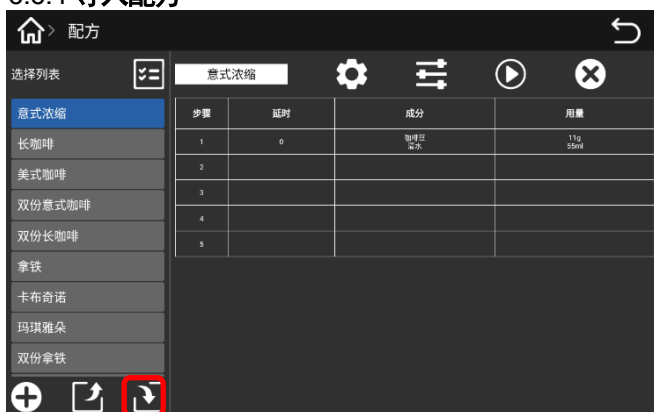 配方
选择列表
意式浓缩
意式浓缩
长咖啡
美式咖啡
双份意式咖啡
双份长咖啡
拿铁
卡布奇诺
玛琪雅朵
双份拿铁
步骤 延时 成分 用量
1 0 咖啡豆 11g
清水 55ml
2
3
4
5